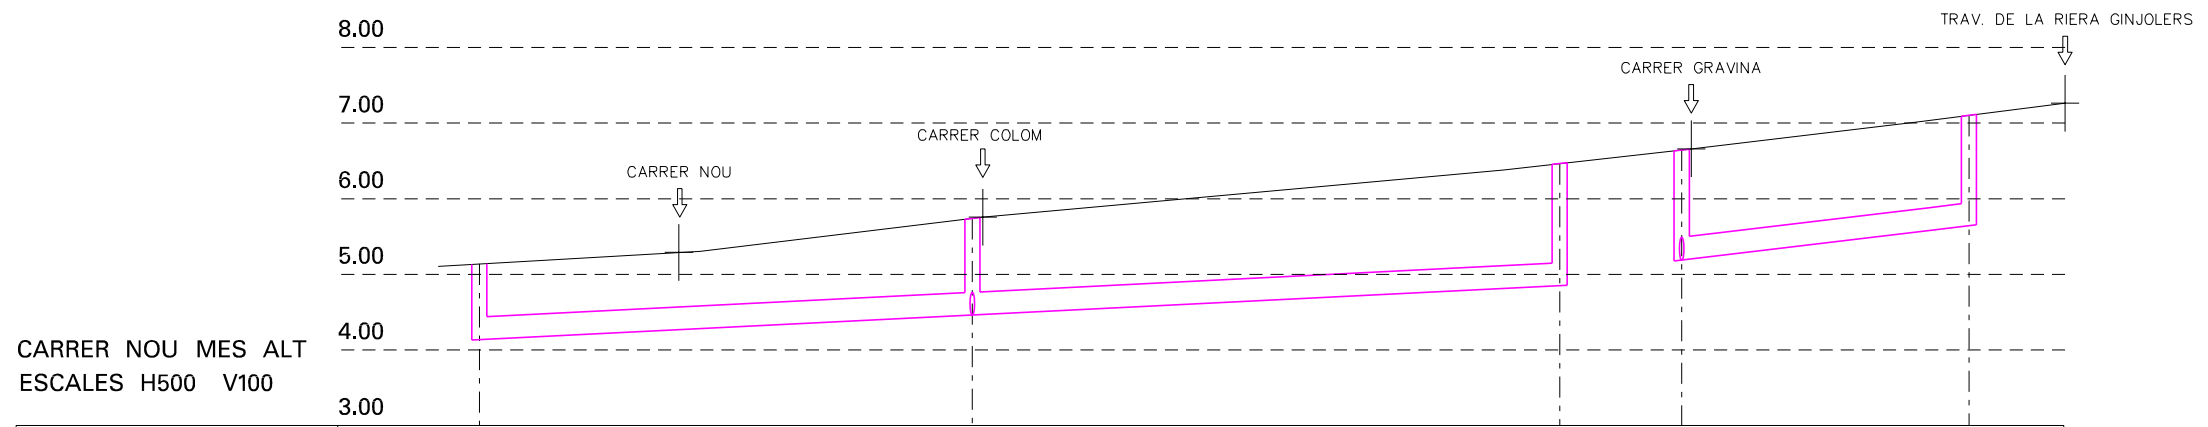 8.00
TRAV. DE LA RIERA GINJOLERS
CARRER GRAVINA
7.00
CARRER COLOM
CARRER NOU
6.00
5.00
4.00
CARRER NOU MES ALT
ESCALES H500 V100
3.00